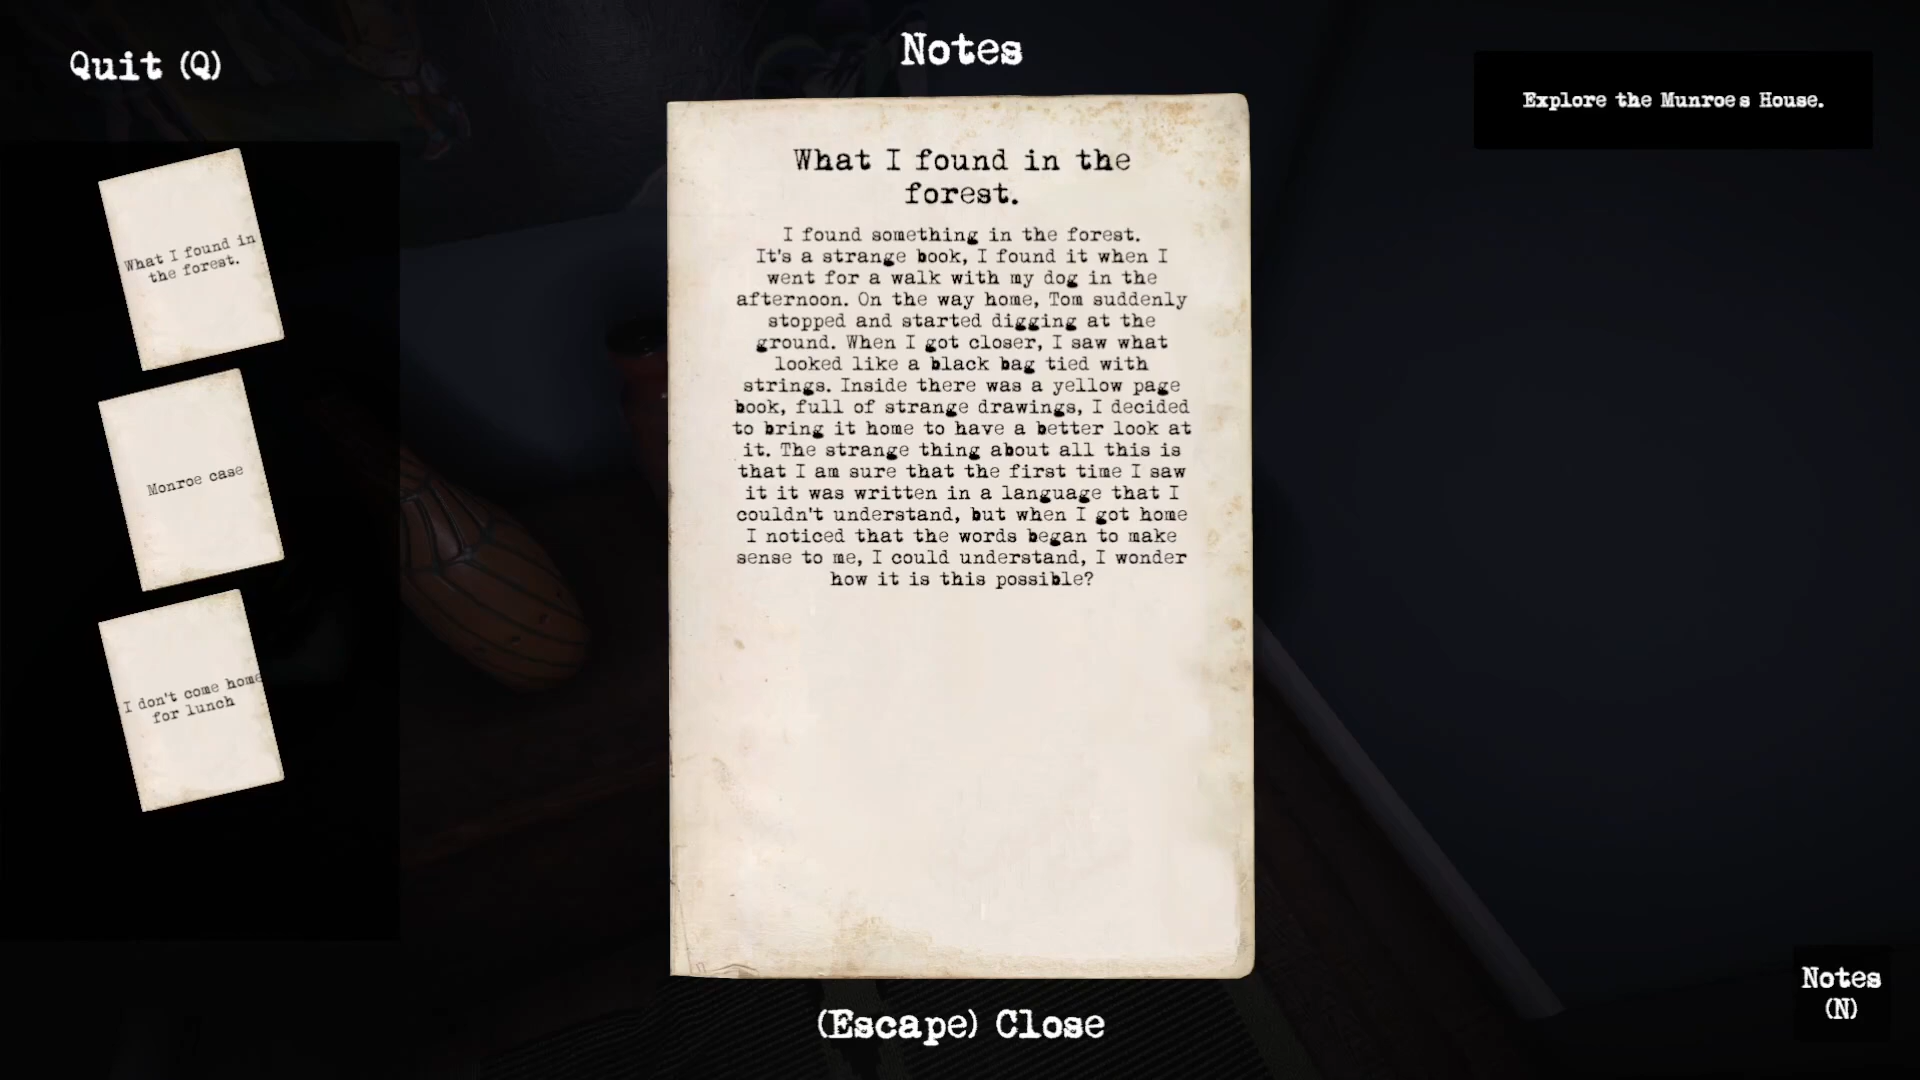 Quit (Q)
Notes
Explore the Munroes House.
What I found in
the forest.
Monroe case
I don't come home
for lunch
What I found in the
forest.
I found something in the forest.
It's a strange book, I found it when I
went for a walk with my dog in the
afternoon. On the way home, Tom suddenly
stopped and started digging at the
ground. When I got closer, I saw what
looked like a black bag tied with
strings. Inside there was a yellow page
book, full of strange drawings, I decided
to bring it home to have a better look at
it. The strange thing about all this is
that I am sure that the first time I saw
it it was written in a language that I
couldn't understand, but when I got home
I noticed that the words began to make
sense to me, I could understand, I wonder
how it is this possible?
(Escape) Close
Notes
(N)